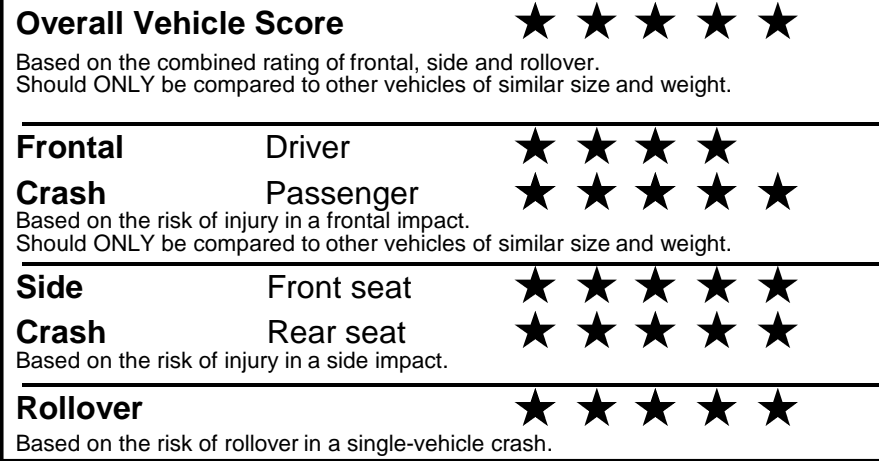 Overall Vehicle Score ★ ★ ★ ★ ★
Based on the combined rating of frontal, side and rollover.
Should ONLY be compared to other vehicles of similar size and weight.
Frontal Driver ★ ★ ★ ★
Crash Passenger ★ ★ ★ ★ ★
Based on the risk of injury in a frontal impact.
Should ONLY be compared to other vehicles of similar size and weight.
Side Front seat ★ ★ ★ ★ ★
Crash Rear seat ★ ★ ★ ★ ★
Based on the risk of injury in a side impact.
Rollover ★ ★ ★ ★ ★
Based on the risk of rollover in a single-vehicle crash.